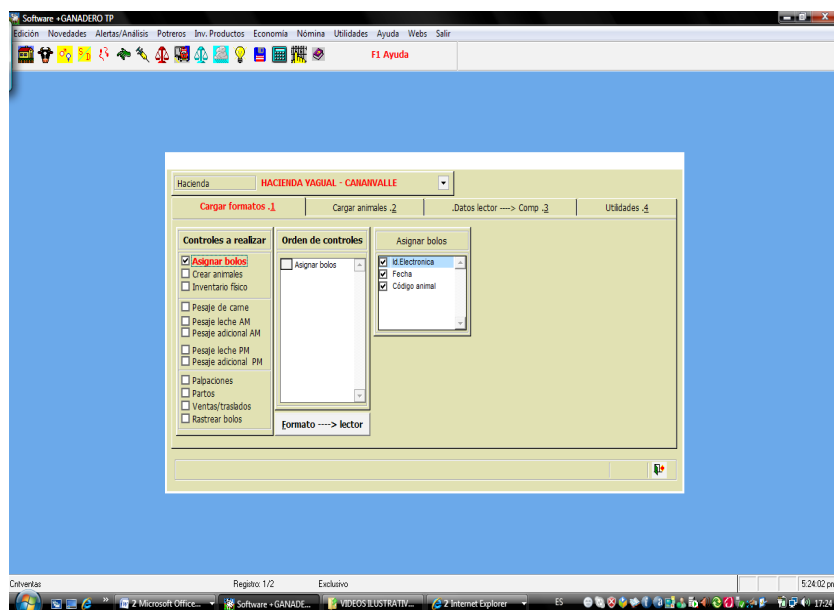 Software +GANADERO TP
Edición Novedades Alertas/Análisis Potreros Inv. Productos Economía Nómina Utilidades Ayuda Webs Salir
F1 Ayuda
Hacienda HACIENDA YAGUAL - CANANVALLE
Cargar formatos .1 Cargar animales .2 .Datos lector ----> Comp .3 Utilidades .4
Controles a realizar
Asignar bolos
Crear animales
Inventario físico
Pesaje de carne
Pesaje leche AM
Pesaje adicional AM
Pesaje leche PM
Pesaje adicional PM
Palpaciones
Partos
Ventas/traslados
Rastrear bolos
Orden de controles
Asignar bolos
Formato ----> lector
Asignar bolos
Id.Electronica
Fecha
Código animal
Cntventas Registro: 1/2 Exclusivo 5:24:02 pm
2 Microsoft Office... Software +GANADE... VIDEOS ILUSTRATIV... 2 Internet Explorer ES 17:24